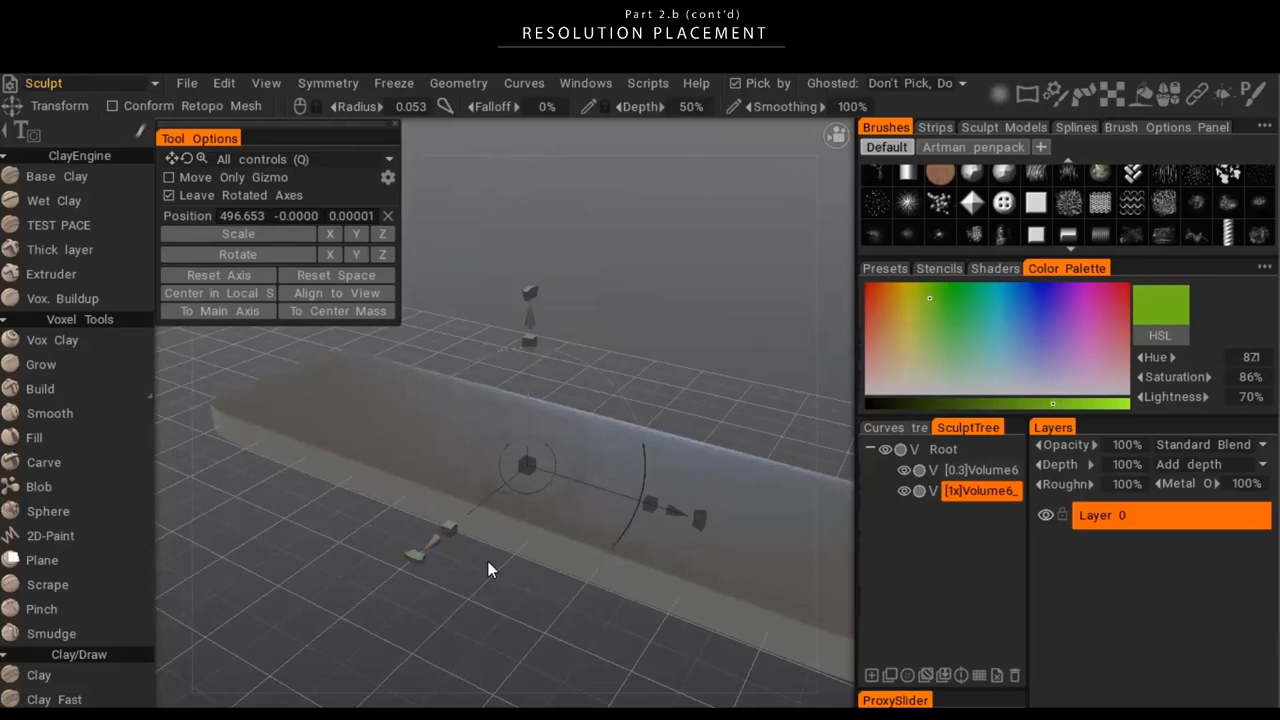 Part 2.b (cont'd)
RESOLUTION PLACEMENT
Sculpt File Edit View Symmetry Freeze Geometry Curves Windows Scripts Help Pick by Ghosted: Don't Pick, Do
Transform Conform Retopo Mesh Radius 0.053 Falloff 0% Depth 50% Smoothing 100%
ClayEngine
Base Clay
Wet Clay
TEST PACE
Thick layer
Extruder
Vox. Buildup
Voxel Tools
Vox Clay
Grow
Build
Smooth
Fill
Carve
Blob
Sphere
2D-Paint
Plane
Scrape
Pinch
Smudge
Clay/Draw
Clay
Clay Fast
Tool Options
All controls (Q)
Move Only Gizmo
Leave Rotated Axes
Position 496.653 -0.0000 0.00001
Scale X Y Z
Rotate X Y Z
Reset Axis Reset Space
Center in Local S Align to View
To Main Axis To Center Mass
Brushes Strips Sculpt Models Splines Brush Options Panel
Default Artman penpack +
Presets Stencils Shaders Color Palette
HSL
Hue 87.1
Saturation 86%
Lightness 70%
Curves tre SculptTree
Root
V [0.3]Volume6
V [1x]Volume6_
ProxySlider
Layers
Opacity 100% Standard Blend
Depth 100% Add depth
Roughn 100% Metal O 100%
Layer 0